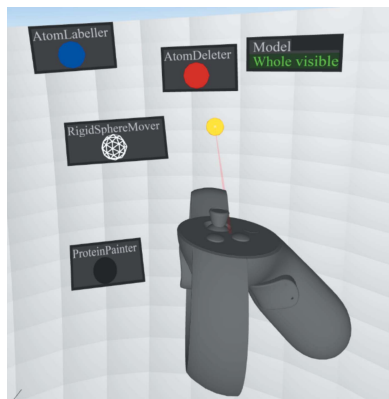 AtomLabeller
AtomDeleter
Model
Whole visible
RigidSphereMover
ProteinPainter